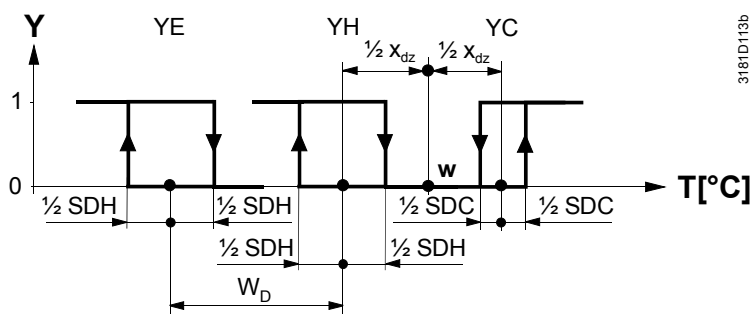 Y YE YH YC
½ x_dz ½ x_dz
3181D113b
1
w
0 T[°C]
½ SDH ½ SDH ½ SDC ½ SDC
½ SDH ½ SDH
W_D